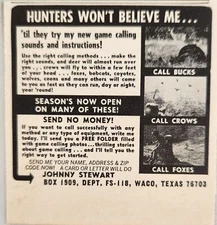 HUNTERS WON'T BELIEVE ME...
'til they try my new game calling
sounds and instructions!
Use the right calling methods ... make the
right sounds, and deer will almost run over
you ... crows will fly to within a few feet
of your head ... foxes, bobcats, coyotes,
wolves, coons and many others will come
to you as fast as they can run, day or night,
year 'round!
SEASON'S NOW OPEN
ON MANY OF THESE!
SEND NO MONEY!
If you want to call successfully with any
method or any type of equipment, write me
today. I'll send you a FREE FOLDER filled
with game calling photos...thrilling stories
about game calling ... and I'll tell you the
right way to get started.
SEND ME YOUR NAME, ADDRESS & ZIP
CODE NOW! A CARD OR LETTER WILL DO
JOHNNY STEWART
BOX 1909, DEPT, FS-118, WACO, TEXAS 76703
CALL BUCKS
CALL CROWS
CALL FOXES